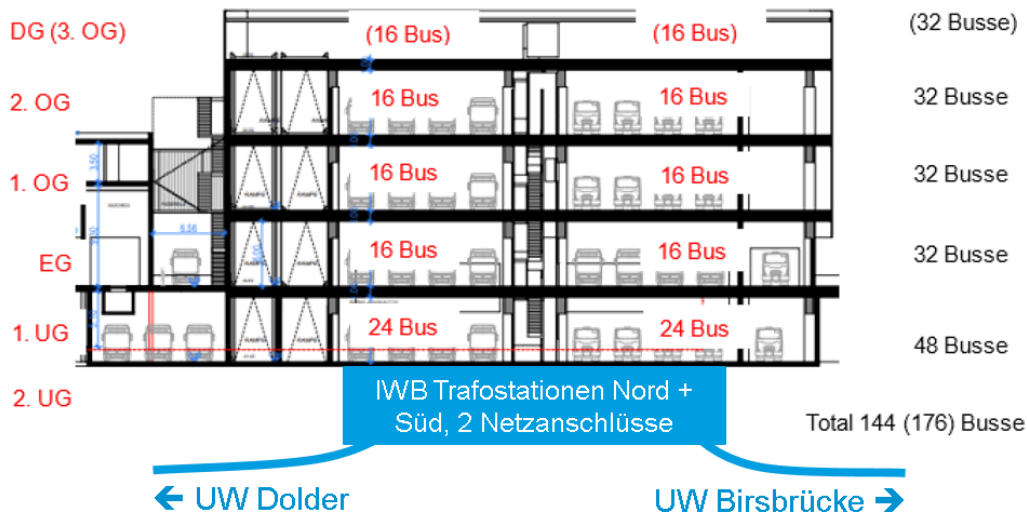 DG (3. OG) (16 Bus) (16 Bus) (32 Busse)
2. OG 16 Bus 16 Bus 32 Busse
1. OG 16 Bus 16 Bus 32 Busse
6.56
EG 16 Bus 16 Bus 32 Busse
1. UG 24 Bus 24 Bus 48 Busse
2. UG
IWB Trafostationen Nord +
Süd, 2 Netzanschlüsse
Total 144 (176) Busse
← UW Dolder
UW Birsbrücke →